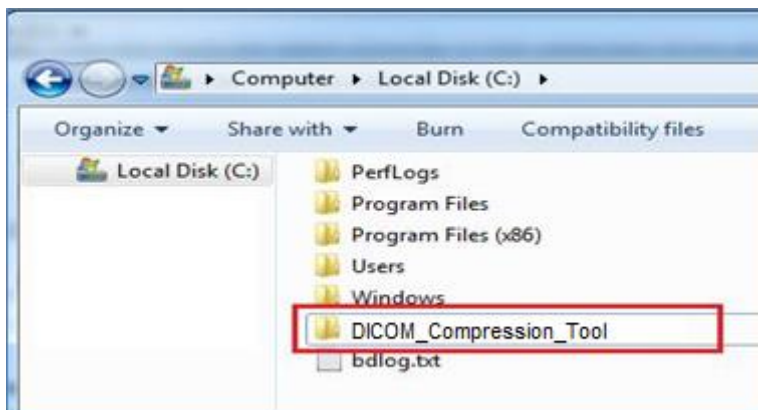 Computer Local Disk (C:)
Organize Share with Burn Compatibility files
Local Disk (C:)
PerfLogs
Program Files
Program Files (x86)
Users
Windows
DICOM_Compression_Tool
bdlog.txt